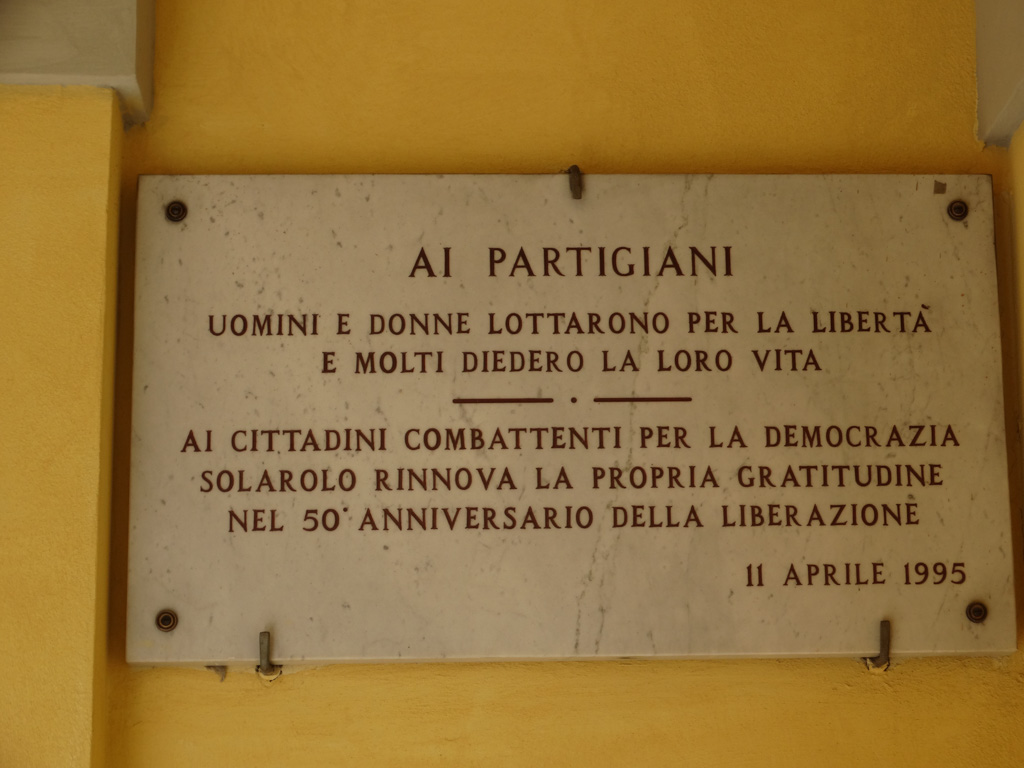 AI PARTIGIANI
UOMINI E DONNE LOTTARONO PER LA LIBERTÀ
E MOLTI DIEDERO LA LORO VITA
AI CITTADINI COMBATTENTI PER LA DEMOCRAZIA
SOLAROLO RINNOVA LA PROPRIA GRATITUDINE
NEL 50° ANNIVERSARIO DELLA LIBERAZIONE
11 APRILE 1995